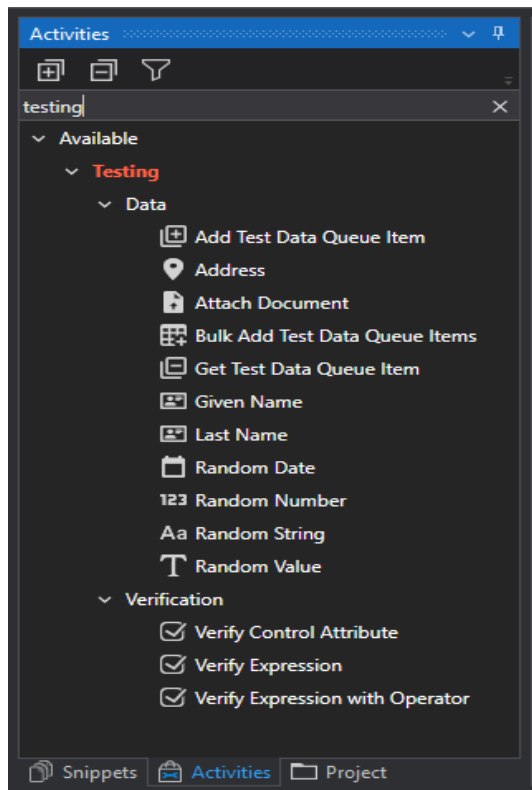 Activities
testing
Available
Testing
Data
Add Test Data Queue Item
Address
Attach Document
Bulk Add Test Data Queue Items
Get Test Data Queue Item
Given Name
Last Name
Random Date
123 Random Number
Aa Random String
T Random Value
Verification
Verify Control Attribute
Verify Expression
Verify Expression with Operator
Snippets Activities Project